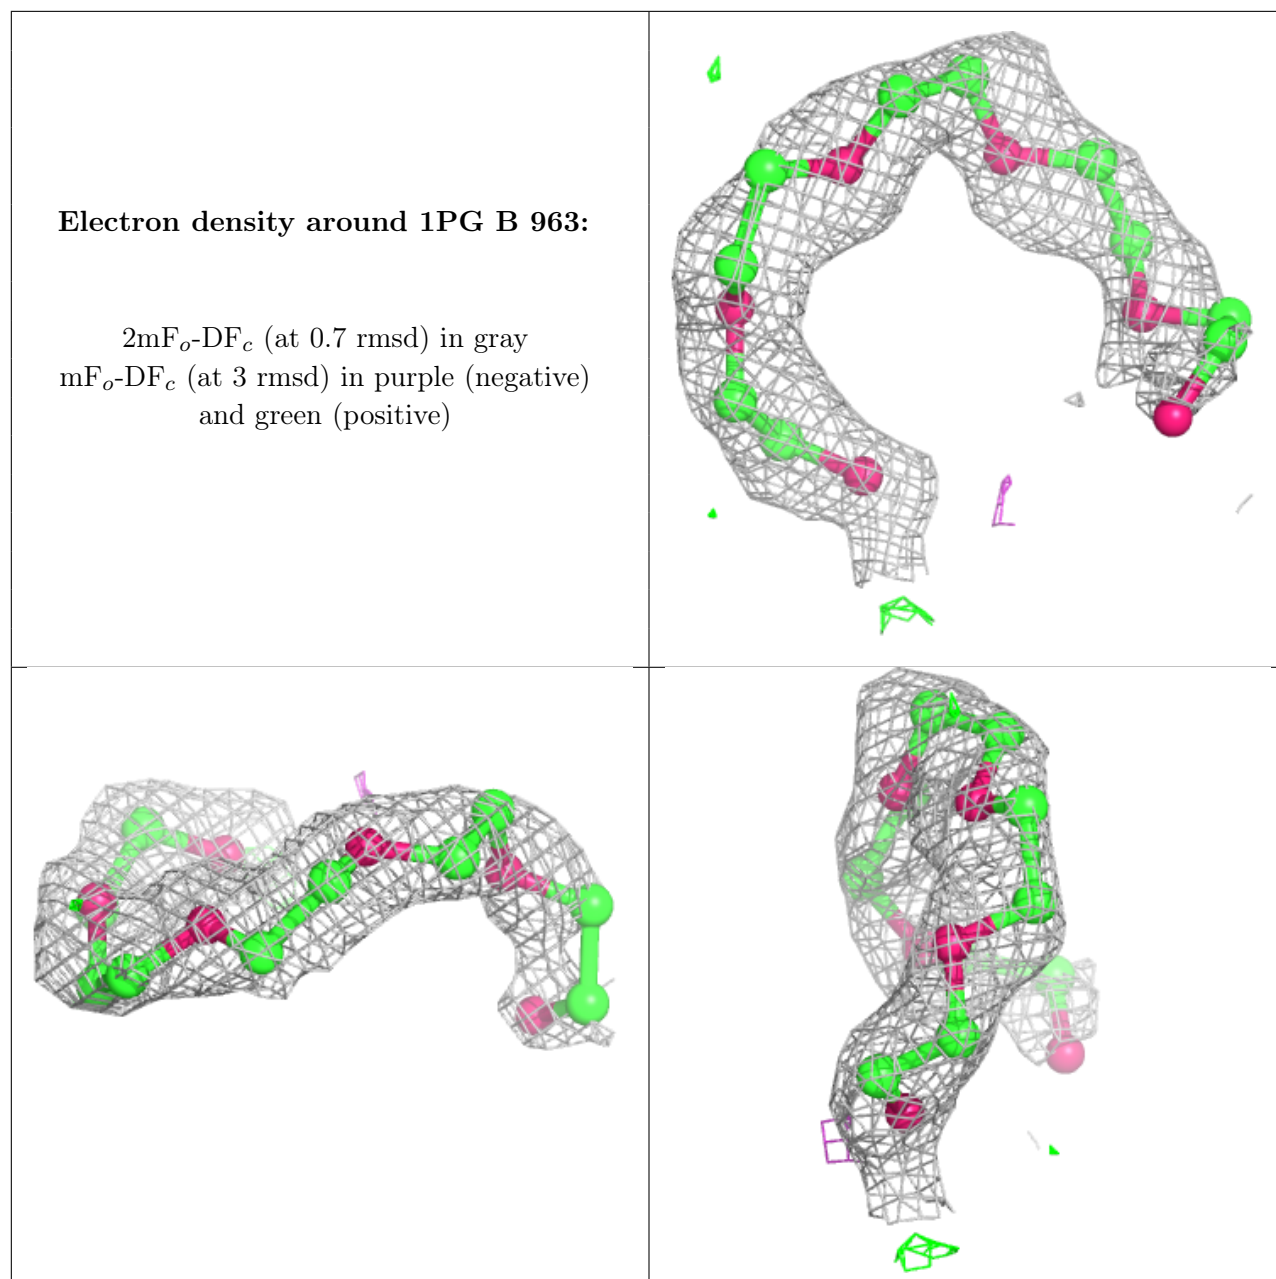 Electron density around 1PG B 963:
2mFo-DFc (at 0.7 rmsd) in gray
mFo-DFc (at 3 rmsd) in purple (negative)
and green (positive)